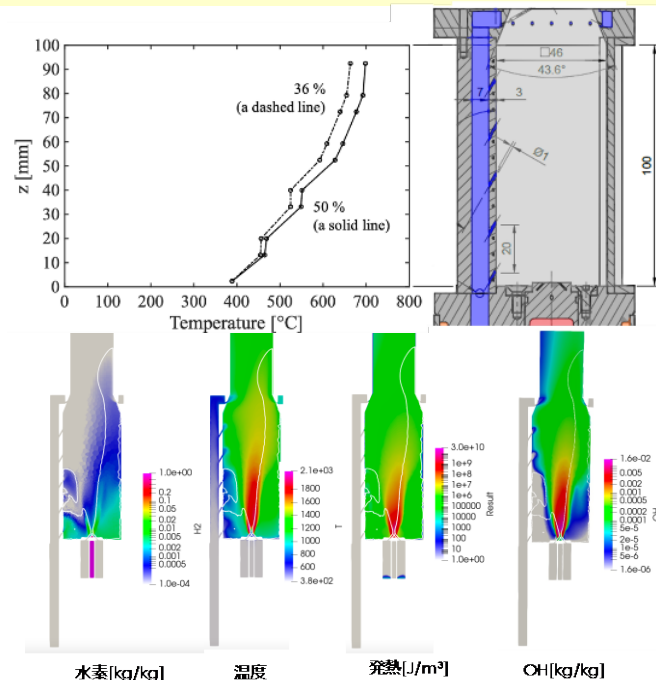 100
90
80
70
60
50
40
30
20
10
0
z [mm]
36 %
(a dashed line)
50 %
(a solid line)
0 100 200 300 400 500 600 700 800
Temperature [°C]
□46
43.6°
7
3
Ø1
20
100
1.0e+00
0.2
0.1
0.05
0.02
0.01
0.005
0.002
0.001
0.0005
1.0e-04
H2
2.1e+03
1800
1600
1400
1200
1000
800
600
3.8e+02
T
3.0e+10
1e+9
1e+8
1e+7
1e+6
100000
10000
1000
100
10
1.0e+00
Result
1.6e-02
0.005
0.002
0.001
0.0005
0.0002
0.0001
5e-5
2e-5
1e-5
5e-6
1.6e-06
水素[kg/kg]
温度
発熱[J/m³]
OH[kg/kg]